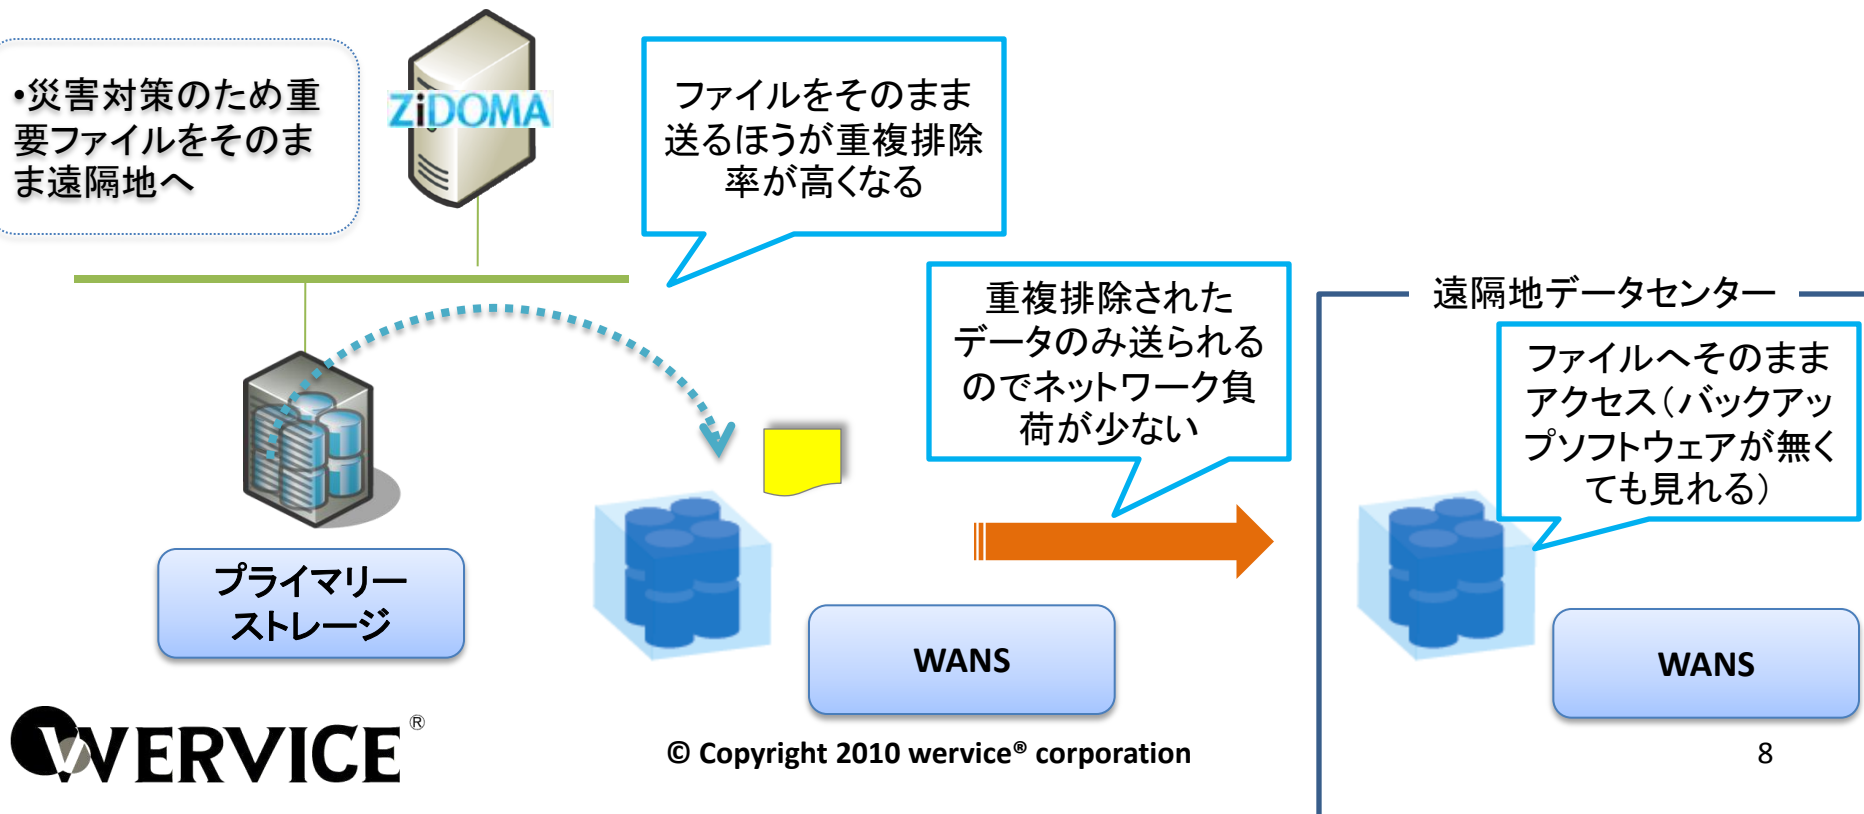 •災害対策のため重
要ファイルをそのま
ま遠隔地へ
ZiDOMA
ファイルをそのまま
送るほうが重複排除
率が高くなる
重複排除された
データのみ送られる
のでネットワーク負
荷が少ない
遠隔地データセンター
ファイルへそのまま
アクセス（バックアッ
プソフトウェアが無く
ても見れる）
プライマリー
ストレージ
WANS
WANS
WERVICE®
© Copyright 2010 wervice® corporation
8